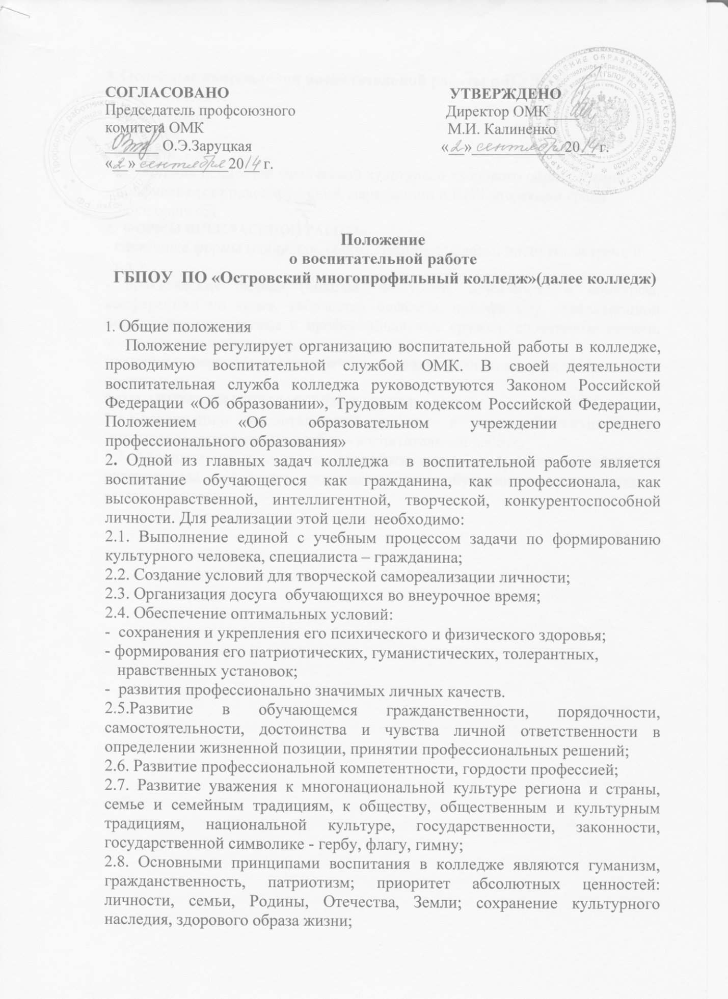 СОГЛАСОВАНО
Председатель профсоюзного
комитета ОМК
_______ О.Э.Заруцкая
«2» сентября 2014 г.
УТВЕРЖДЕНО
Директор ОМК____
М.И. Калиненко
«2» сентября 2014 г.
Положение
о воспитательной работе
ГБПОУ ПО «Островский многопрофильный колледж»(далее колледж)
1. Общие положения
Положение регулирует организацию воспитательной работы в колледже,
проводимую воспитательной службой ОМК. В своей деятельности
воспитательная служба колледжа руководствуются Законом Российской
Федерации «Об образовании», Трудовым кодексом Российской Федерации,
Положением «Об образовательном учреждении среднего
профессионального образования»
2. Одной из главных задач колледжа в воспитательной работе является
воспитание обучающегося как гражданина, как профессионала, как
высоконравственной, интеллигентной, творческой, конкурентоспособной
личности. Для реализации этой цели необходимо:
2.1. Выполнение единой с учебным процессом задачи по формированию
культурного человека, специалиста – гражданина;
2.2. Создание условий для творческой самореализации личности;
2.3. Организация досуга обучающихся во внеурочное время;
2.4. Обеспечение оптимальных условий:
- сохранения и укрепления его психического и физического здоровья;
- формирования его патриотических, гуманистических, толерантных,
нравственных установок;
- развития профессионально значимых личных качеств.
2.5.Развитие в обучающемся гражданственности, порядочности,
самостоятельности, достоинства и чувства личной ответственности в
определении жизненной позиции, принятии профессиональных решений;
2.6. Развитие профессиональной компетентности, гордости профессией;
2.7. Развитие уважения к многонациональной культуре региона и страны,
семье и семейным традициям, к обществу, общественным и культурным
традициям, национальной культуре, государственности, законности,
государственной символике - гербу, флагу, гимну;
2.8. Основными принципами воспитания в колледже являются гуманизм,
гражданственность, патриотизм; приоритет абсолютных ценностей:
личности, семьи, Родины, Отечества, Земли; сохранение культурного
наследия, здорового образа жизни;